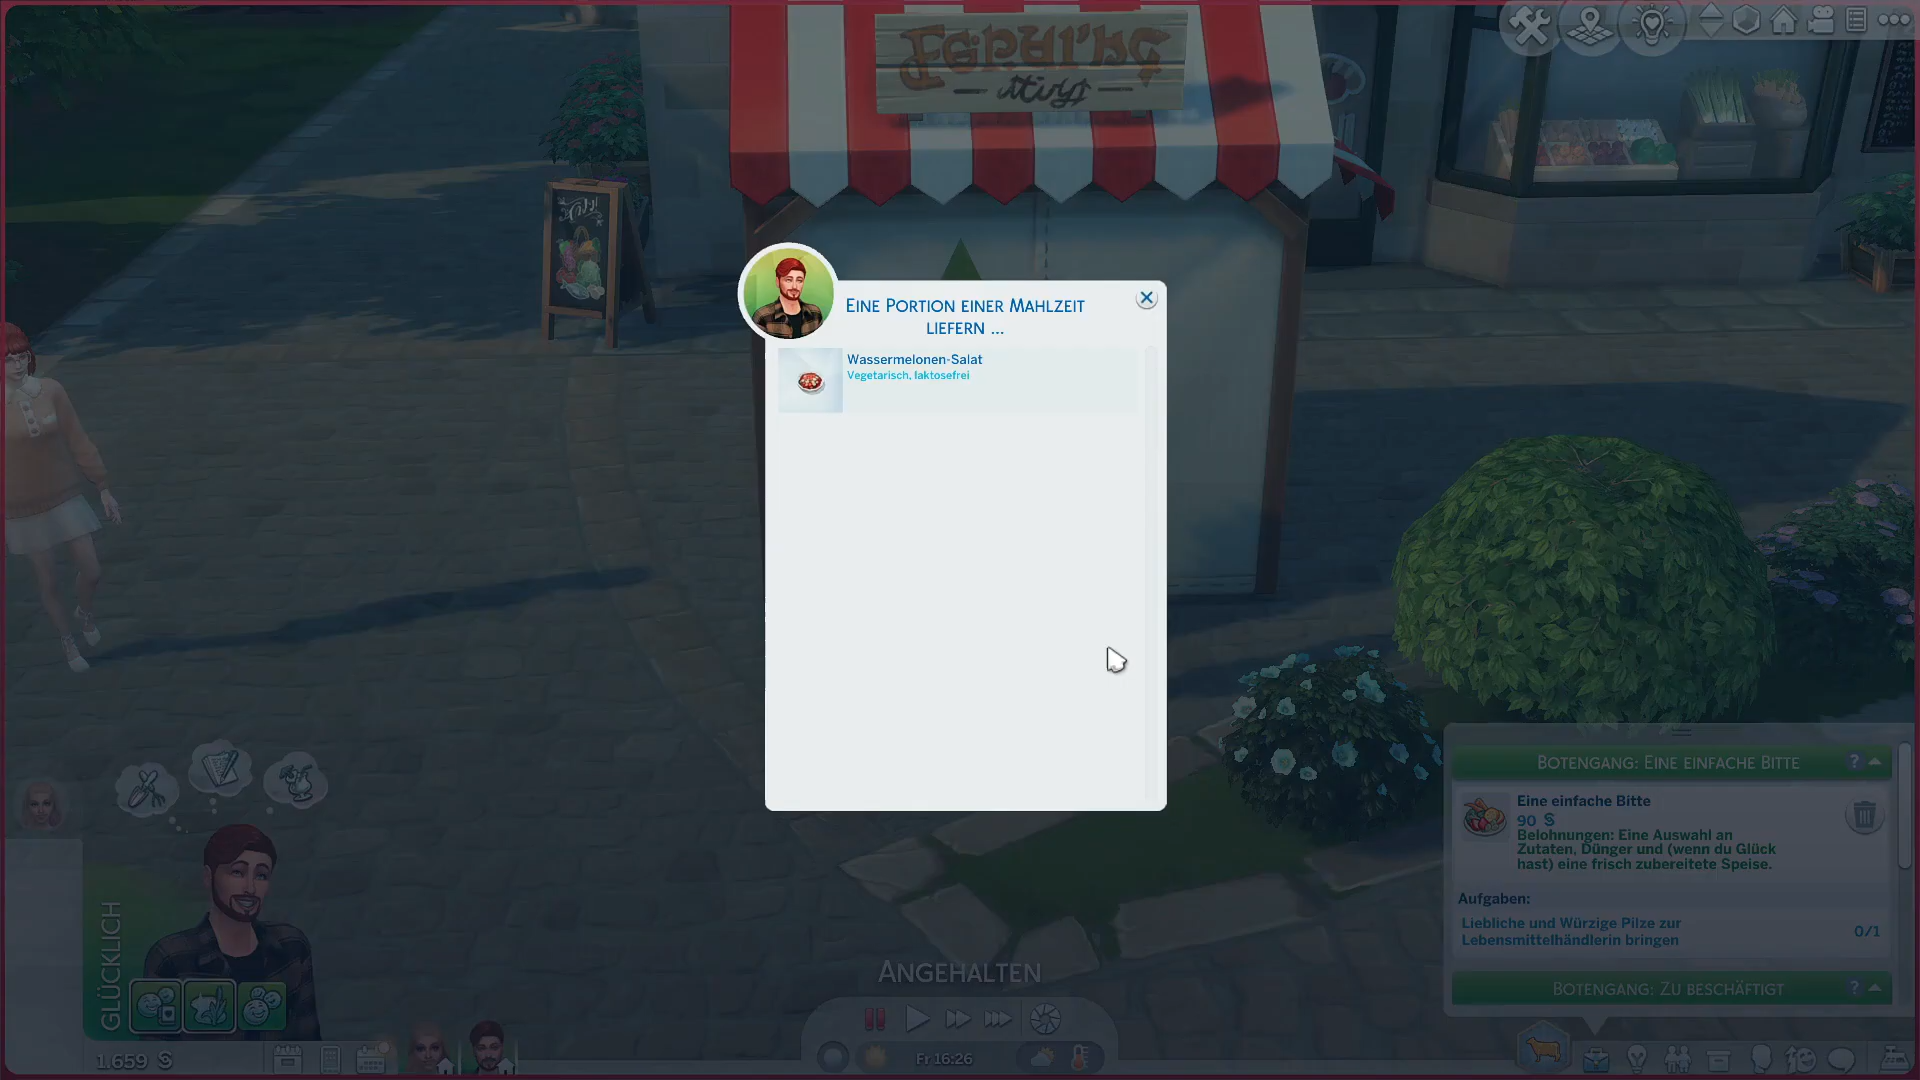 EINE PORTION EINER MAHLZEIT
LIEFERN ...
Wassermelonen-Salat
Vegetarisch, laktosefrei
BOTENGANG: EINE EINFACHE BITTE
?
Eine einfache Bitte
90 §
Belohnungen: Eine Auswahl an
Zutaten, Dünger und (wenn du Glück
hast) eine frisch zubereitete Speise.
Aufgaben:
Liebliche und Würzige Pilze zur
Lebensmittelhändlerin bringen
0/1
BOTENGANG: ZU BESCHÄFTIGT
?
GLÜCKLICH
ANGEHALTEN
1.659 §
Fr 16:26